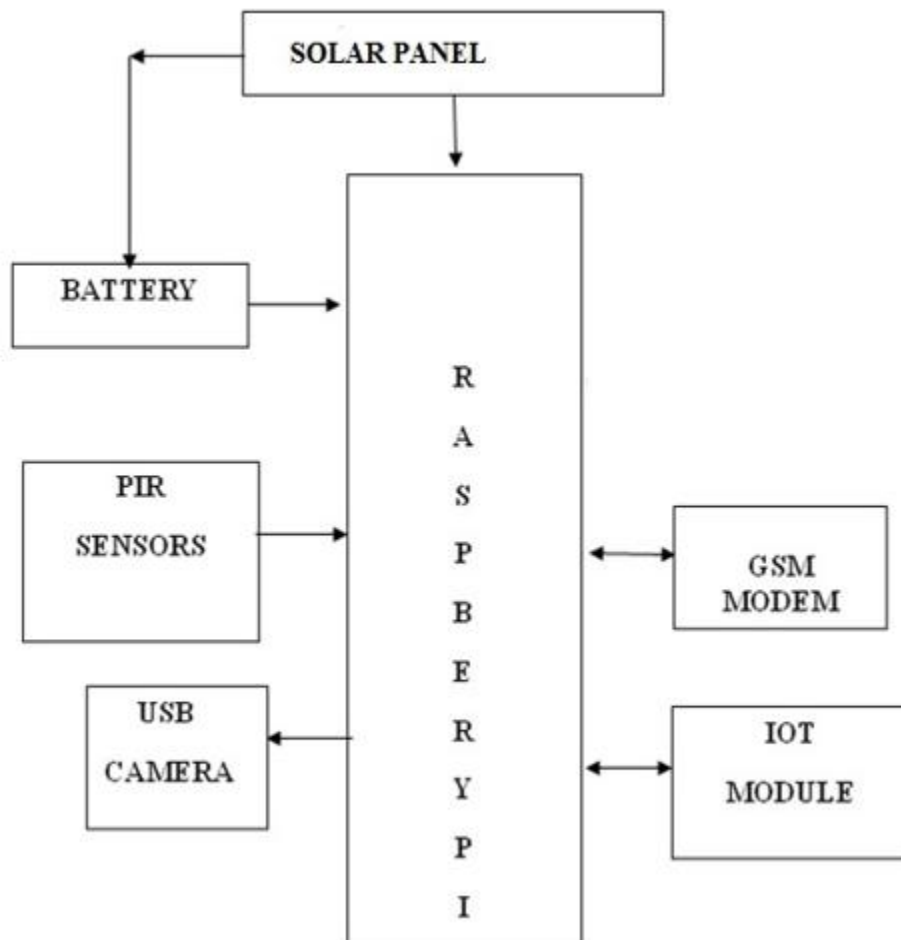 SOLAR PANEL
BATTERY
R
A
S
P
B
E
R
Y
P
I
PIR
SENSORS
GSM
MODEM
USB
CAMERA
IOT
MODULE